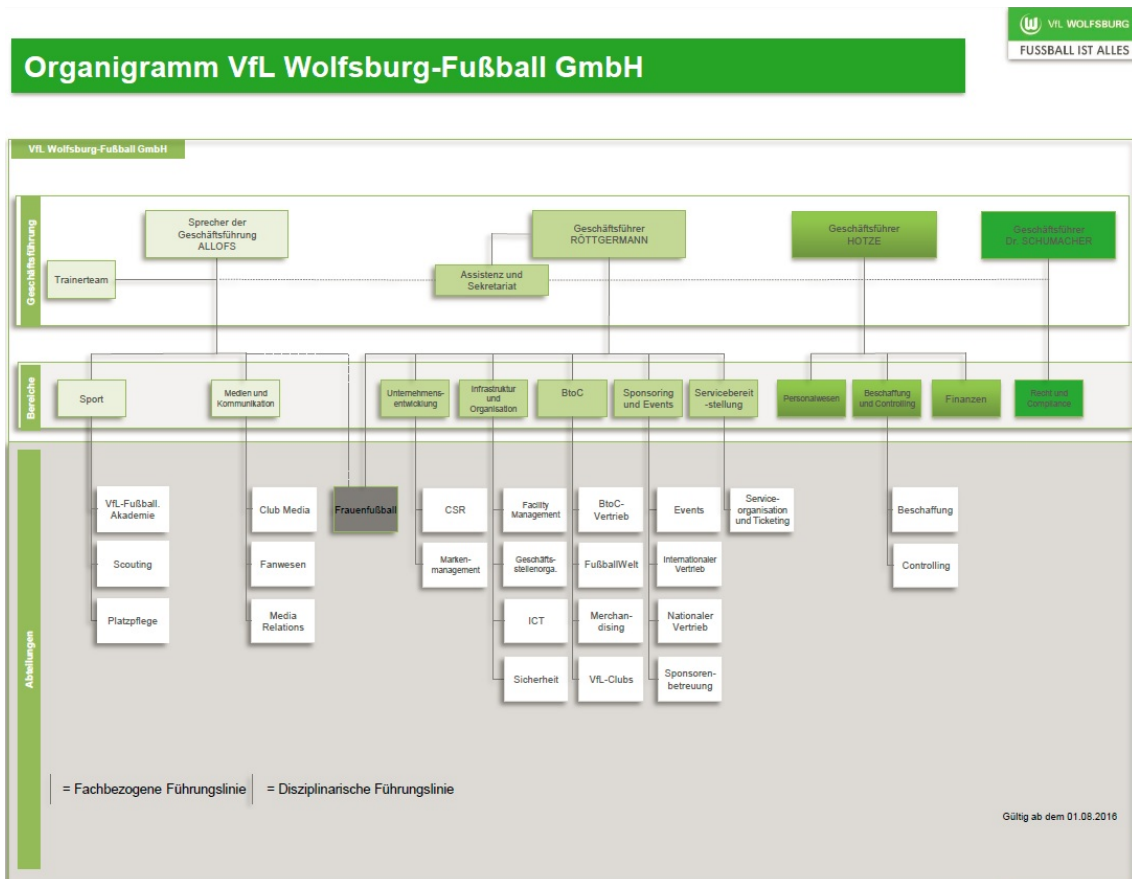 VfL WOLFSBURG
FUSSBALL IST ALLES
Organigramm VfL Wolfsburg-Fußball GmbH
VfL Wolfsburg-Fußball GmbH
Geschäftsführung
Sprecher der
Geschäftsführung
ALLOFS
Geschäftsführer
RÖTTGERMANN
Geschäftsführer
HOTZE
Geschäftsführer
Dr. SCHUMACHER
Trainerteam
Assistenz und
Sekretariat
Bereiche
Sport
Medien und
Kommunikation
Unternehmens-
entwicklung
Infrastruktur
und
Organisation
BtoC
Sponsoring
und Events
Servicebereit
-stellung
Personalwesen
Beschaffung
und Controlling
Finanzen
Recht und
Compliance
Abteilungen
VfL-Fußball.
Akademie
Scouting
Platzpflege
Club Media
Fanwesen
Media
Relations
Frauenfußball
CSR
Marken-
management
Facility
Management
Geschäfts-
stellenorga.
ICT
Sicherheit
BtoC-
Vertrieb
FußballWelt
Merchan-
dising
VfL-Clubs
Events
Internationaler
Vertrieb
Nationaler
Vertrieb
Sponsoren-
betreuung
Service-
organisation
und Ticketing
Beschaffung
Controlling
= Fachbezogene Führungslinie
= Disziplinarische Führungslinie
Gültig ab dem 01.08.2016